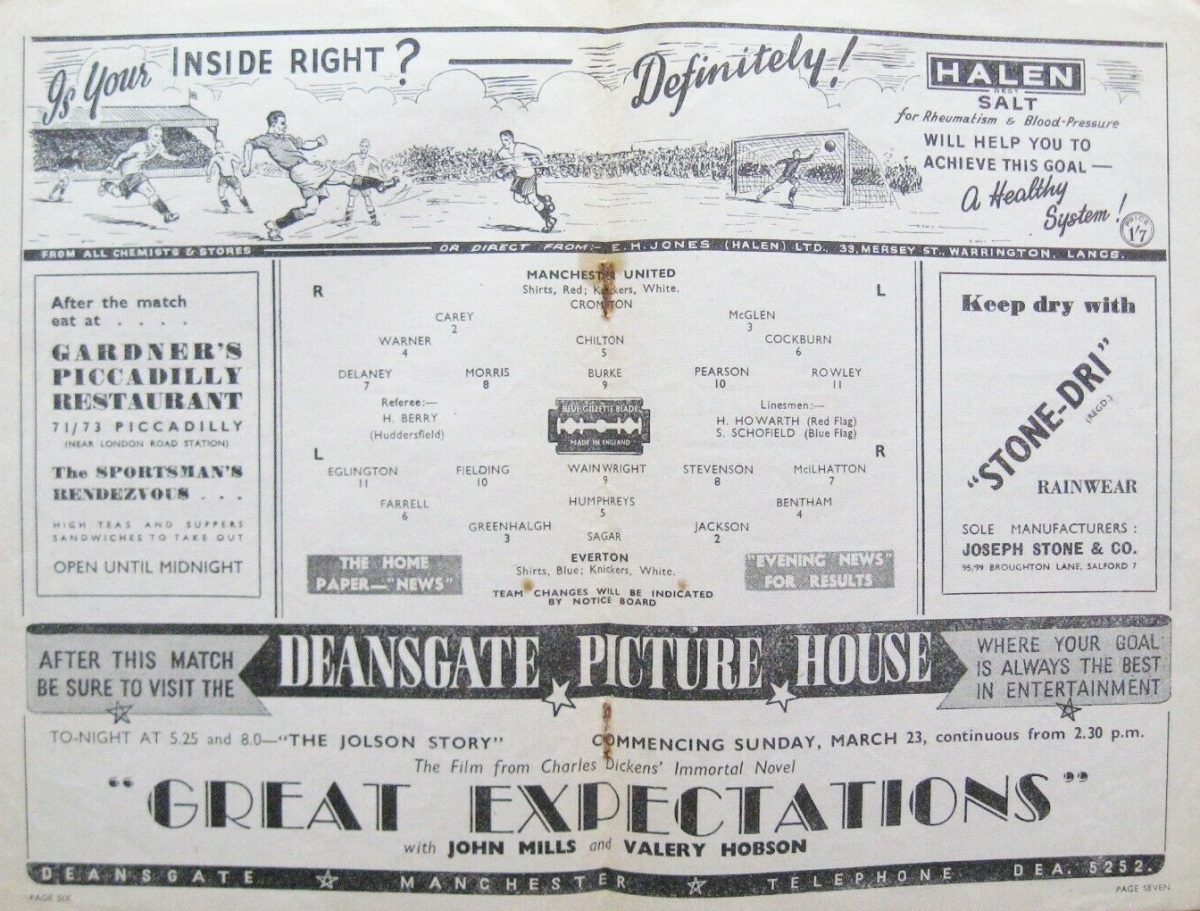 Is Your INSIDE RIGHT ? — Definitely!
HALEN
REGD
SALT
for Rheumatism & Blood-Pressure
WILL HELP YOU TO
ACHIEVE THIS GOAL —
A Healthy
System!
PRICE
1/7
FROM ALL CHEMISTS & STORES — OR DIRECT FROM:- E. H. JONES (HALEN) LTD., 33, MERSEY ST., WARRINGTON, LANCS.
After the match
eat at . . . .
GARDNER'S
PICCADILLY
RESTAURANT
71/73 PICCADILLY
(NEAR LONDON ROAD STATION)
The SPORTSMAN'S
RENDEZVOUS . . .
HIGH TEAS AND SUPPERS
SANDWICHES TO TAKE OUT
OPEN UNTIL MIDNIGHT
MANCHESTER UNITED
R Shirts, Red; Knickers, White. L
CROMPTON
CAREY McGLEN
2 3
WARNER CHILTON COCKBURN
4 5 6
DELANEY MORRIS BURKE PEARSON ROWLEY
7 8 9 10 11
Referee:—
H. BERRY
(Huddersfield)
BLUE GILLETTE BLADE
MADE IN ENGLAND
Linesmen:—
H. HOWARTH (Red Flag)
S. SCHOFIELD (Blue Flag)
L R
EGLINGTON FIELDING WAINWRIGHT STEVENSON McILHATTON
11 10 9 8 7
FARRELL HUMPHREYS BENTHAM
6 5 4
GREENHALGH SAGAR JACKSON
3 2
EVERTON
Shirts, Blue; Knickers, White.
THE HOME
PAPER—"NEWS"
"EVENING NEWS"
FOR RESULTS
TEAM CHANGES WILL BE INDICATED
BY NOTICE BOARD
Keep dry with
"STONE-DRI"
(REGD.)
RAINWEAR
SOLE MANUFACTURERS :
JOSEPH STONE & CO.
95/99 BROUGHTON LANE, SALFORD 7
AFTER THIS MATCH
BE SURE TO VISIT THE
DEANSGATE PICTURE HOUSE
WHERE YOUR GOAL
IS ALWAYS THE BEST
IN ENTERTAINMENT
TO-NIGHT AT 5.25 and 8.0—"THE JOLSON STORY" COMMENCING SUNDAY, MARCH 23, continuous from 2.30 p.m.
The Film from Charles Dickens' Immortal Novel
"GREAT EXPECTATIONS"
with JOHN MILLS and VALERY HOBSON
DEANSGATE MANCHESTER TELEPHONE DEA. 5252.
PAGE SIX PAGE SEVEN